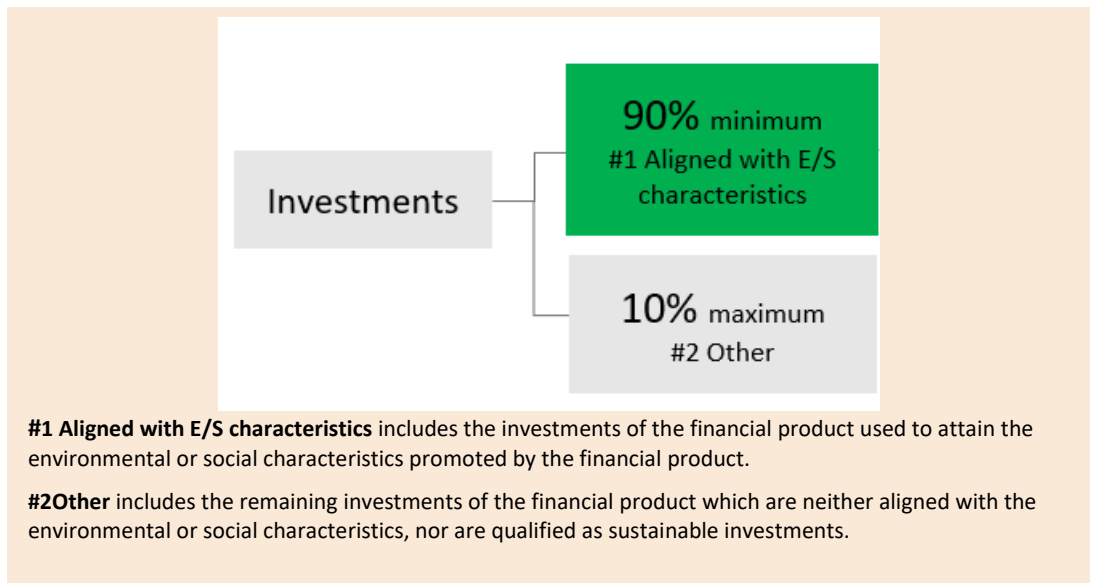 90% minimum
#1 Aligned with E/S
characteristics
Investments
10% maximum
#2 Other
#1 Aligned with E/S characteristics includes the investments of the financial product used to attain the
environmental or social characteristics promoted by the financial product.
#2Other includes the remaining investments of the financial product which are neither aligned with the
environmental or social characteristics, nor are qualified as sustainable investments.